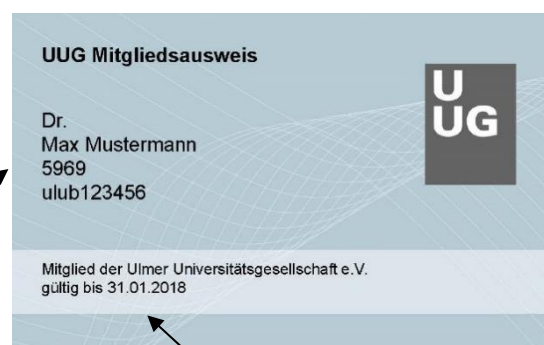 UUG Mitgliedsausweis
U
UG
Dr.
Max Mustermann
5969
ulub123456
Mitglied der Ulmer Universitätsgesellschaft e.V.
gültig bis 31.01.2018